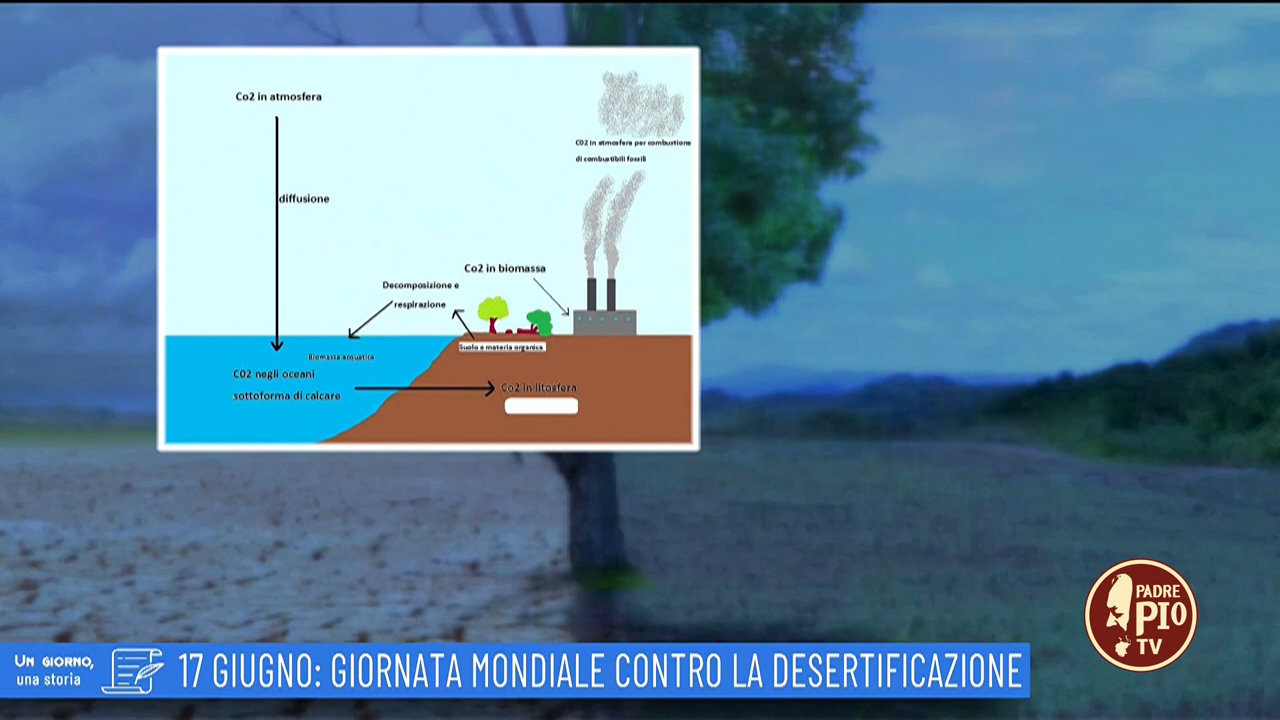 Co2 in atmosfera
C02 in atmosfera per combustione
di combustibili fossili
diffusione
Co2 in biomassa
Decomposizione e
respirazione
Suolo e materia organica
Biomassa acquatica
C02 negli oceani
sottoforma di calcare
Co2 in litosfera
PADRE
PIO
TV
UN GIORNO,
una storia
17 GIUGNO: GIORNATA MONDIALE CONTRO LA DESERTIFICAZIONE